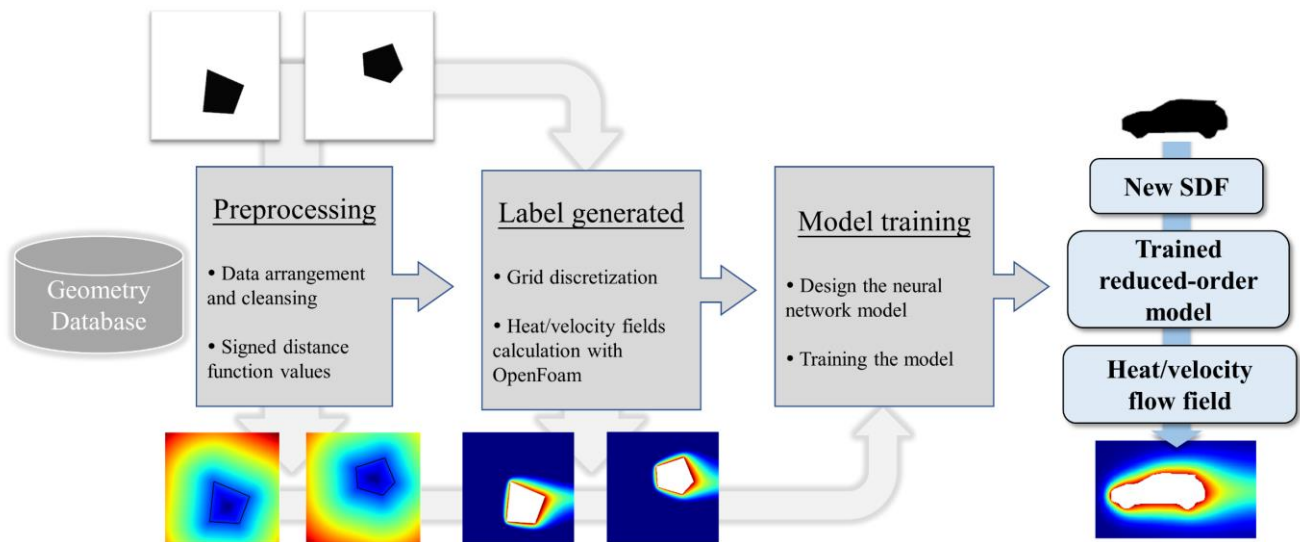 Geometry
Database
Preprocessing
• Data arrangement
and cleansing
• Signed distance
function values
Label generated
• Grid discretization
• Heat/velocity fields
calculation with
OpenFoam
Model training
• Design the neural
network model
• Training the model
New SDF
Trained
reduced-order
model
Heat/velocity
flow field